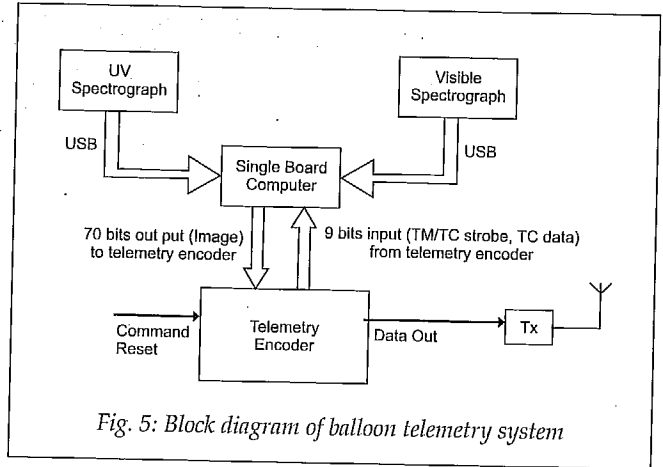 UV
Spectrograph
Visible
Spectrograph
USB
USB
Single Board
Computer
70 bits out put (Image)
to telemetry encoder
9 bits input (TM/TC strobe, TC data)
from telemetry encoder
Command
Reset
Telemetry
Encoder
Data Out
Tx
Fig. 5: Block diagram of balloon telemetry system